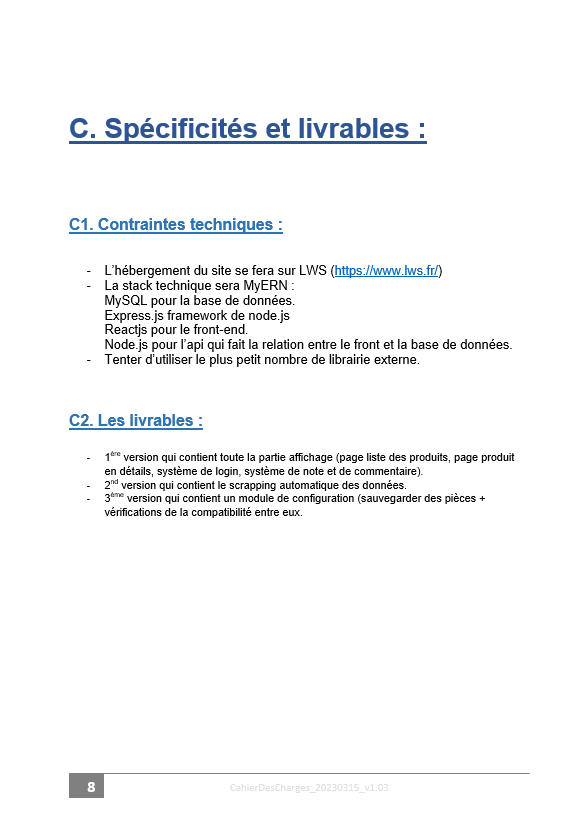 C. Spécificités et livrables :
C1. Contraintes techniques :
- L’hébergement du site se fera sur LWS (https://www.lws.fr/)
- La stack technique sera MyERN :
MySQL pour la base de données.
Express.js framework de node.js
Reactjs pour le front-end.
Node.js pour l’api qui fait la relation entre le front et la base de données.
- Tenter d’utiliser le plus petit nombre de librairie externe.
C2. Les livrables :
- 1ère version qui contient toute la partie affichage (page liste des produits, page produit
en détails, système de login, système de note et de commentaire).
- 2nd version qui contient le scrapping automatique des données.
- 3ème version qui contient un module de configuration (sauvegarder des pièces +
vérifications de la compatibilité entre eux.
8
CahierDesCharges_20230315_v1.03